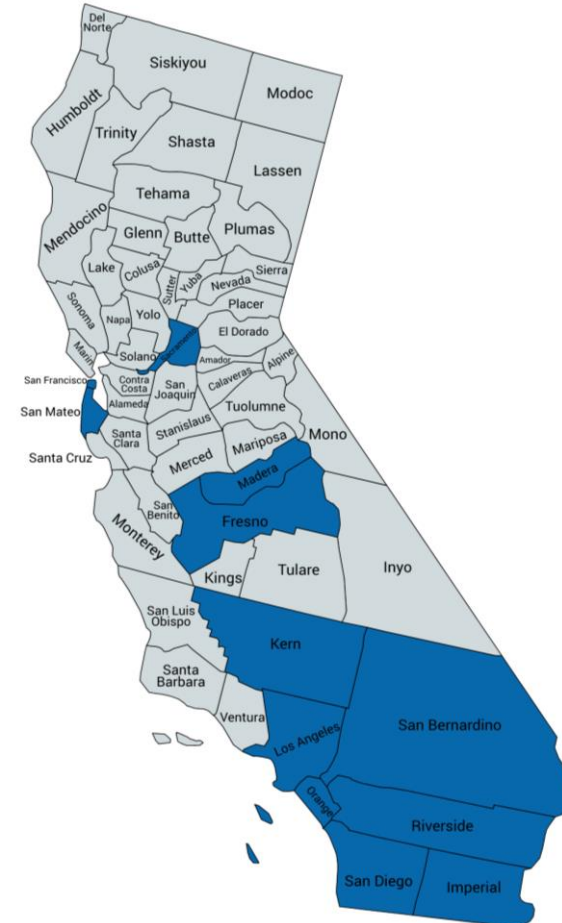 Del
Norte
Siskiyou
Modoc
Humboldt
Trinity
Shasta
Lassen
Tehama
Mendocino
Glenn
Butte
Plumas
Lake
Colusa
Sutter
Yuba
Nevada
Sierra
Placer
Sonoma
Napa
Yolo
El Dorado
Marin
Solano
Sacramento
Amador
Alpine
San Francisco
Contra
Costa
San
Joaquin
Calaveras
San Mateo
Alameda
Tuolumne
Santa
Clara
Stanislaus
Mono
Santa Cruz
Merced
Mariposa
Madera
San
Benito
Fresno
Monterey
Kings
Tulare
Inyo
San Luis
Obispo
Kern
Santa
Barbara
Ventura
Los Angeles
San Bernardino
Orange
Riverside
San Diego
Imperial